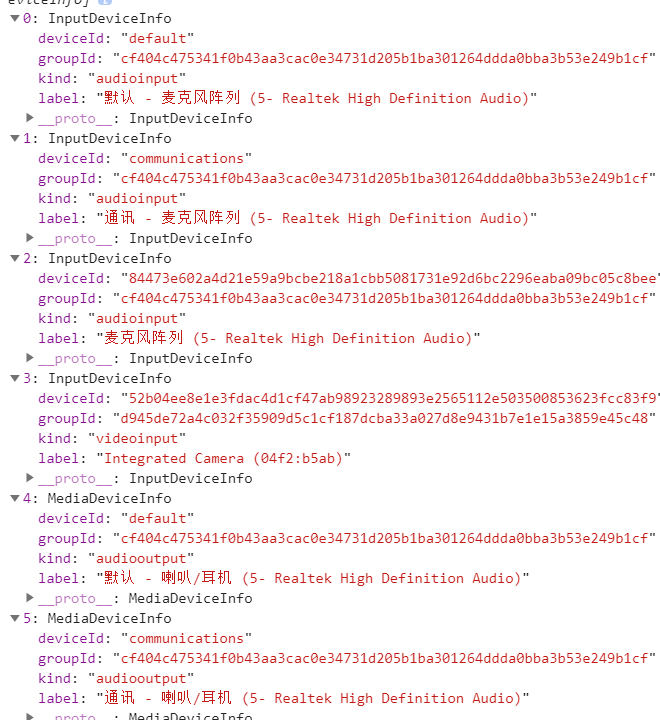 eviceInfo] i
▼0: InputDeviceInfo
deviceId: "default"
groupId: "cf404c475341f0b43aa3cac0e34731d205b1ba301264ddda0bba3b53e249b1cf"
kind: "audioinput"
label: "默认 - 麦克风阵列 (5- Realtek High Definition Audio)"
▶__proto__: InputDeviceInfo
▼1: InputDeviceInfo
deviceId: "communications"
groupId: "cf404c475341f0b43aa3cac0e34731d205b1ba301264ddda0bba3b53e249b1cf"
kind: "audioinput"
label: "通讯 - 麦克风阵列 (5- Realtek High Definition Audio)"
▶__proto__: InputDeviceInfo
▼2: InputDeviceInfo
deviceId: "84473e602a4d21e59a9bcbe218a1cbb5081731e92d6bc2296eaba09bc05c8bee"
groupId: "cf404c475341f0b43aa3cac0e34731d205b1ba301264ddda0bba3b53e249b1cf"
kind: "audioinput"
label: "麦克风阵列 (5- Realtek High Definition Audio)"
▶__proto__: InputDeviceInfo
▼3: InputDeviceInfo
deviceId: "52b04ee8e1e3fdac4d1cf47ab98923289893e2565112e503500853623fcc83f9"
groupId: "d945de72a4c032f35909d5c1cf187dcba33a027d8e9431b7e1e15a3859e45c48"
kind: "videoinput"
label: "Integrated Camera (04f2:b5ab)"
▶__proto__: InputDeviceInfo
▼4: MediaDeviceInfo
deviceId: "default"
groupId: "cf404c475341f0b43aa3cac0e34731d205b1ba301264ddda0bba3b53e249b1cf"
kind: "audiooutput"
label: "默认 - 喇叭/耳机 (5- Realtek High Definition Audio)"
▶__proto__: MediaDeviceInfo
▼5: MediaDeviceInfo
deviceId: "communications"
groupId: "cf404c475341f0b43aa3cac0e34731d205b1ba301264ddda0bba3b53e249b1cf"
kind: "audiooutput"
label: "通讯 - 喇叭/耳机 (5- Realtek High Definition Audio)"
▶__proto__: MediaDeviceInfo